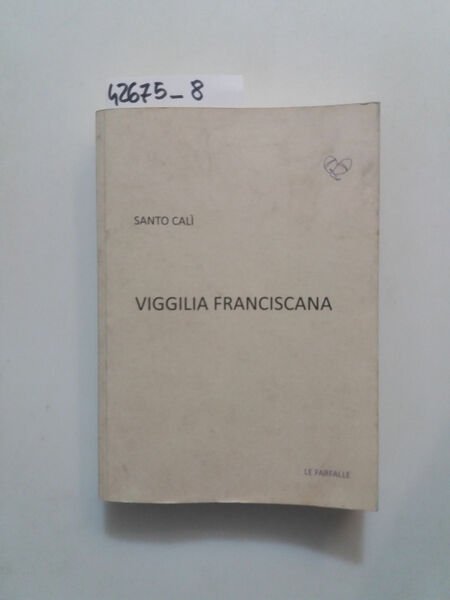 42675_8
SANTO CALÌ
VIGGILIA FRANCISCANA
LE FARFALLE